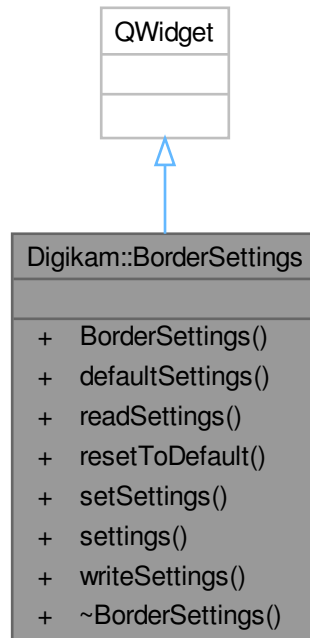 QWidget
Digikam::BorderSettings
+ BorderSettings()
+ defaultSettings()
+ readSettings()
+ resetToDefault()
+ setSettings()
+ settings()
+ writeSettings()
+ ~BorderSettings()